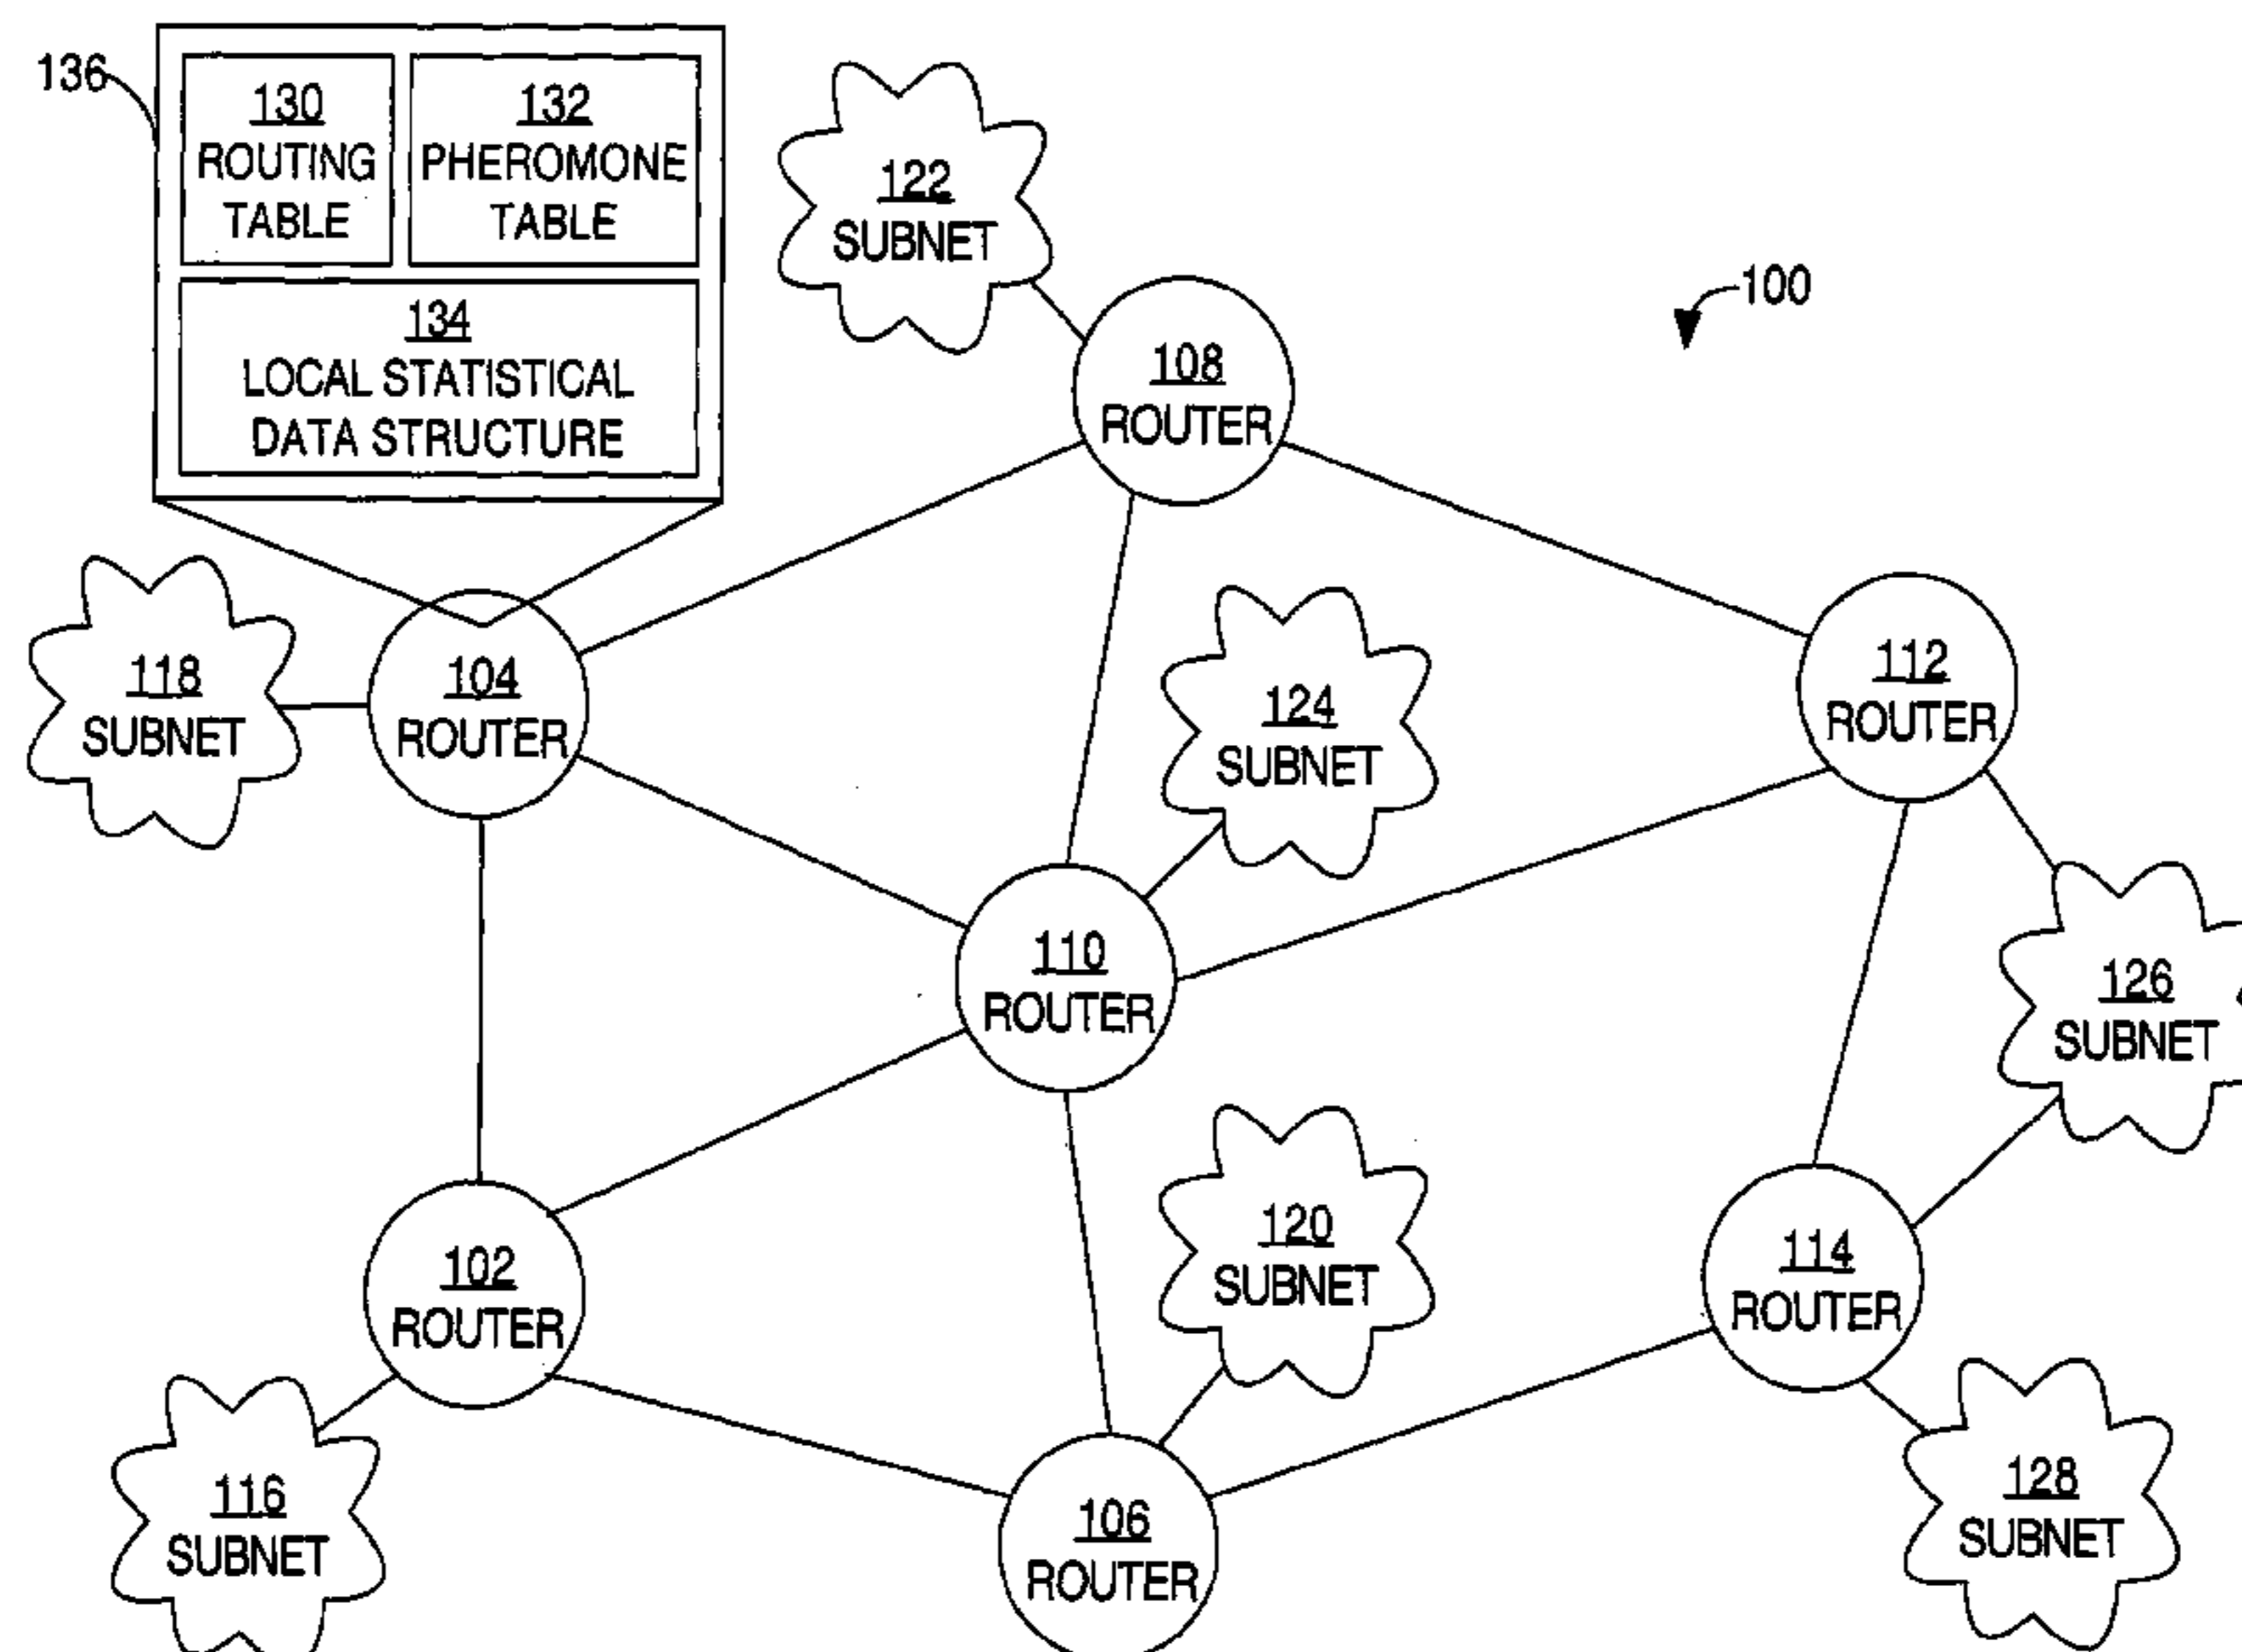 136
130
ROUTING
TABLE
132
PHEROMONE
TABLE
134
LOCAL STATISTICAL
DATA STRUCTURE
122
SUBNET
100
108
ROUTER
118
SUBNET
104
ROUTER
124
SUBNET
112
ROUTER
110
ROUTER
126
SUBNET
102
ROUTER
120
SUBNET
114
ROUTER
116
SUBNET
106
ROUTER
128
SUBNET